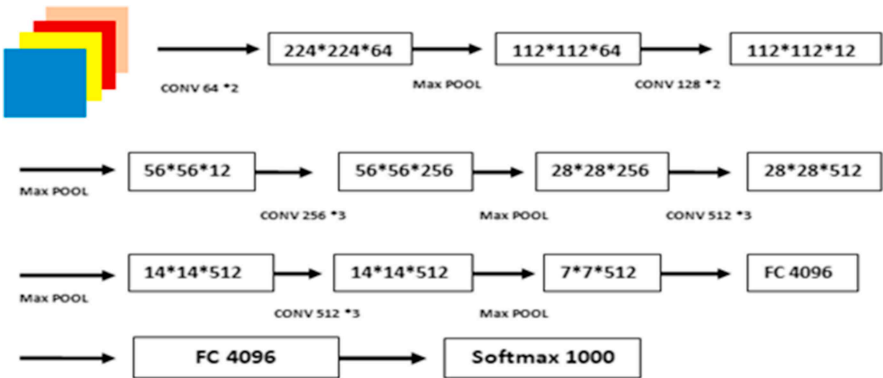 224*224*64 112*112*64 112*112*12
CONV 64 *2 Max POOL CONV 128 *2
56*56*12 56*56*256 28*28*256 28*28*512
Max POOL CONV 256 *3 Max POOL CONV 512 *3
14*14*512 14*14*512 7*7*512 FC 4096
Max POOL CONV 512 *3 Max POOL
FC 4096 Softmax 1000